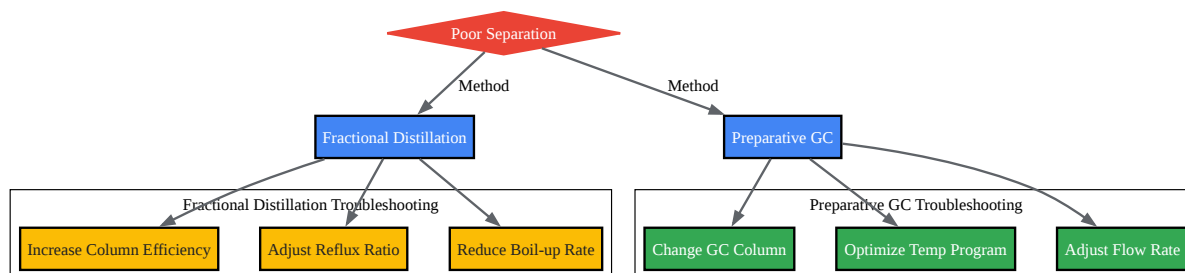 Poor Separation
Method
Method
Fractional Distillation
Preparative GC
Fractional Distillation Troubleshooting
Preparative GC Troubleshooting
Increase Column Efficiency
Adjust Reflux Ratio
Reduce Boil-up Rate
Change GC Column
Optimize Temp Program
Adjust Flow Rate